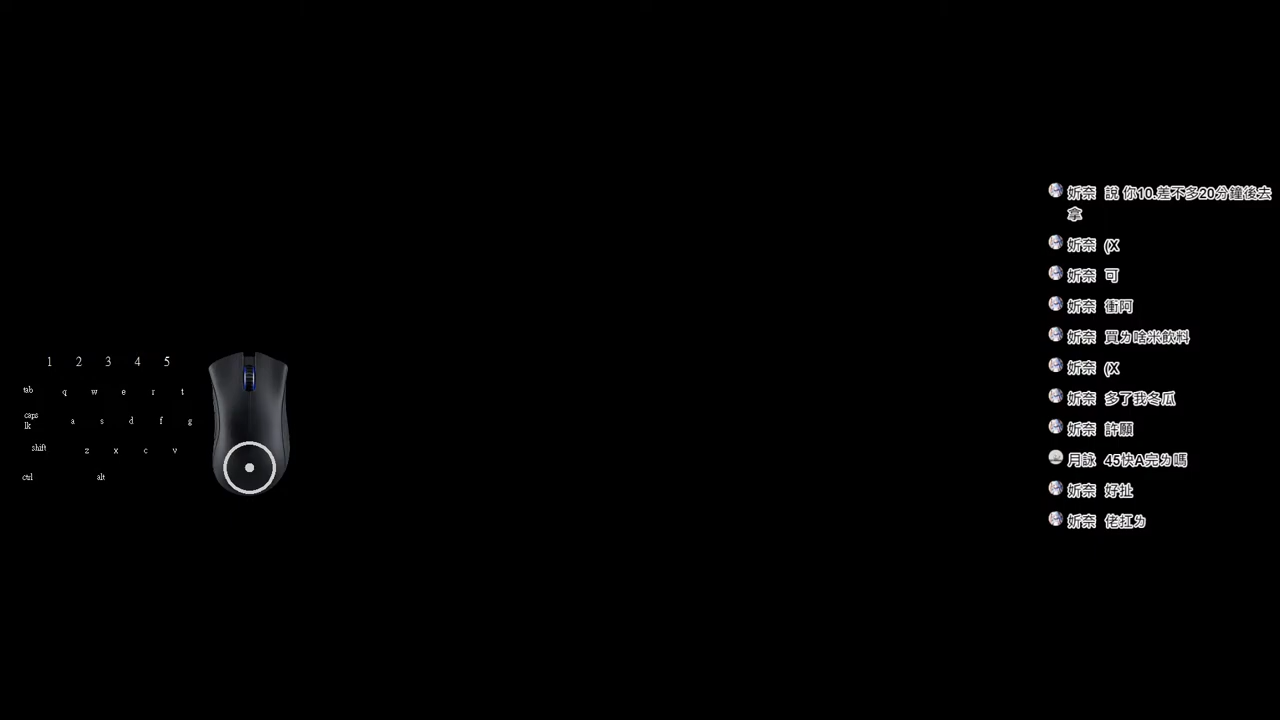 1 2 3 4 5
tab q w e r t
caps lk a s d f g
shift z x c v
ctrl alt
妡奈 說 你10.差不多20分鐘後去
拿
妡奈 (X
妡奈 可
妡奈 衝阿
妡奈 買ㄌ啥米飲料
妡奈 (X
妡奈 多了我冬瓜
妡奈 許願
月詠 45快A完ㄌ嗎
妡奈 好扯
妡奈 佬扛ㄌ